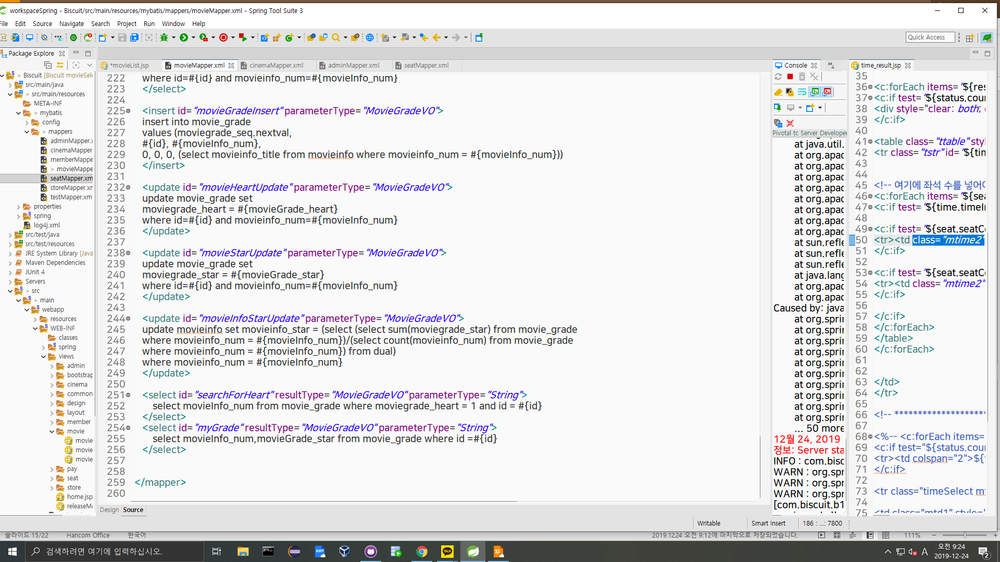 workspaceSpring - Biscuit/src/main/resources/mybatis/mappers/movieMapper.xml - Spring Tool Suite 3
File Edit Source Navigate Search Project Run Window Help
Quick Access
Package Explore
> Biscuit [Biscuit movieSele
src/main/java
> src/main/resources
META-INF
> mybatis
config
> mappers
adminMapper.x
cinemaMapper
memberMappe
> movieMappe
seatMapper.xm
storeMapper.xr
testMapper.xm
properties
spring
log4j.xml
src/test/java
src/test/resources
JRE System Library [Java
Maven Dependencies
JUnit 4
Servers
> src
> main
webapp
resources
WEB-INF
classes
spring
views
admin
bootstrap
cinema
common
design
layout
member
movie
movie
movie
movie
pay
seat
store
home.jsp
releaseMo
*movieList.jsp movieMapper.xml cinemaMapper.xml adminMapper.xml seatMapper.xml
222 where id=#{id} and movieinfo_num=#{movieInfo_num}
223 </select>
224
225 <insert id="movieGradeInsert" parameterType="MovieGradeVO">
226 insert into movie_grade
227 values (moviegrade_seq.nextval,
228 #{id}, #{movieInfo_num},
229 0, 0, 0, (select movieinfo_title from movieinfo where movieinfo_num = #{movieInfo_num}))
230 </insert>
231
232 <update id="movieHeartUpdate" parameterType="MovieGradeVO">
233 update movie_grade set
234 moviegrade_heart = #{movieGrade_heart}
235 where id=#{id} and movieinfo_num=#{movieInfo_num}
236 </update>
237
238 <update id="movieStarUpdate" parameterType="MovieGradeVO">
239 update movie_grade set
240 moviegrade_star = #{movieGrade_star}
241 where id=#{id} and movieinfo_num=#{movieInfo_num}
242 </update>
243
244 <update id="movieInfoStarUpdate" parameterType="MovieGradeVO">
245 update movieinfo set movieinfo_star = (select (select sum(moviegrade_star) from movie_grade
246 where movieinfo_num = #{movieInfo_num})/(select count(movieinfo_num) from movie_grade
247 where movieinfo_num = #{movieInfo_num}) from dual)
248 where movieinfo_num = #{movieInfo_num}
249 </update>
250
251 <select id="searchForHeart" resultType="MovieGradeVO" parameterType="String">
252 select movieInfo_num from movie_grade where moviegrade_heart = 1 and id = #{id}
253 </select>
254 <select id="myGrade" resultType="MovieGradeVO" parameterType="String">
255 select movieInfo_num,movieGrade_star from movie_grade where id =#{id}
256 </select>
257
258
259 </mapper>
260
Design Source
Console
4
Pivotal tc Server Developer
at java.util.
at org.apac
at org.apac
at org.apac
at org.apac
at org.apac
at org.apac
at org.apac
at org.apac
at sun.refle
at sun.refle
at sun.refle
at java.lang
at org.apac
at org.apac
Caused by: java
at org.sprir
at org.sprir
at org.sprir
at org.sprir
at org.sprir
at org.sprir
at org.sprir
at org.sprir
at org.sprir
at org.sprir
... 50 more
12월 24, 2019
정보: Server sta
INFO : com.bisc
WARN : org.spr
WARN : org.spr
WARN : org.spr
[com.biscuit.b1
time_result.jsp
35
36 <c:forEach items="${res
37 <c:if test="${status.cour
38 <div style="clear: both;
39 </c:if>
40
41 <table class="ttable" styl
42 <tr class="tstr" id="${tim
43
44
45 <!-- 여기에 좌석 수를 넣어야
46 <c:forEach items="${sea
47 <c:if test="${time.timeIn
48
49 <c:if test="${seat.seatCo
50 <tr><td class="mtime2"
51 </c:if>
52
53 <c:if test="${seat.seatCo
54 <tr><td class="mtime2"
55 </c:if>
56
57 </c:if>
58 </c:forEach>
59 </table>
60 </c:forEach>
61
62
63 </td>
64 </tr>
65
66 <!-- ********************
67
68 <%-- <c:forEach items=
69 <c:if test="${status.cour
70 <tr><td colspan="2">${
71 </c:if>
72
73 <tr class="timeSelect m
74
75 <td class="mtd1" style="
Writable Smart Insert 186 : ...: 7800
슬라이드 15/22 Hancom Office 한국어 2019.12.24 오전 9:12에 마지막으로 저장되었습니다. 111%
검색하려면 여기에 입력하십시오.
HWP
TALK
A
오전 9:24
2019-12-24
2